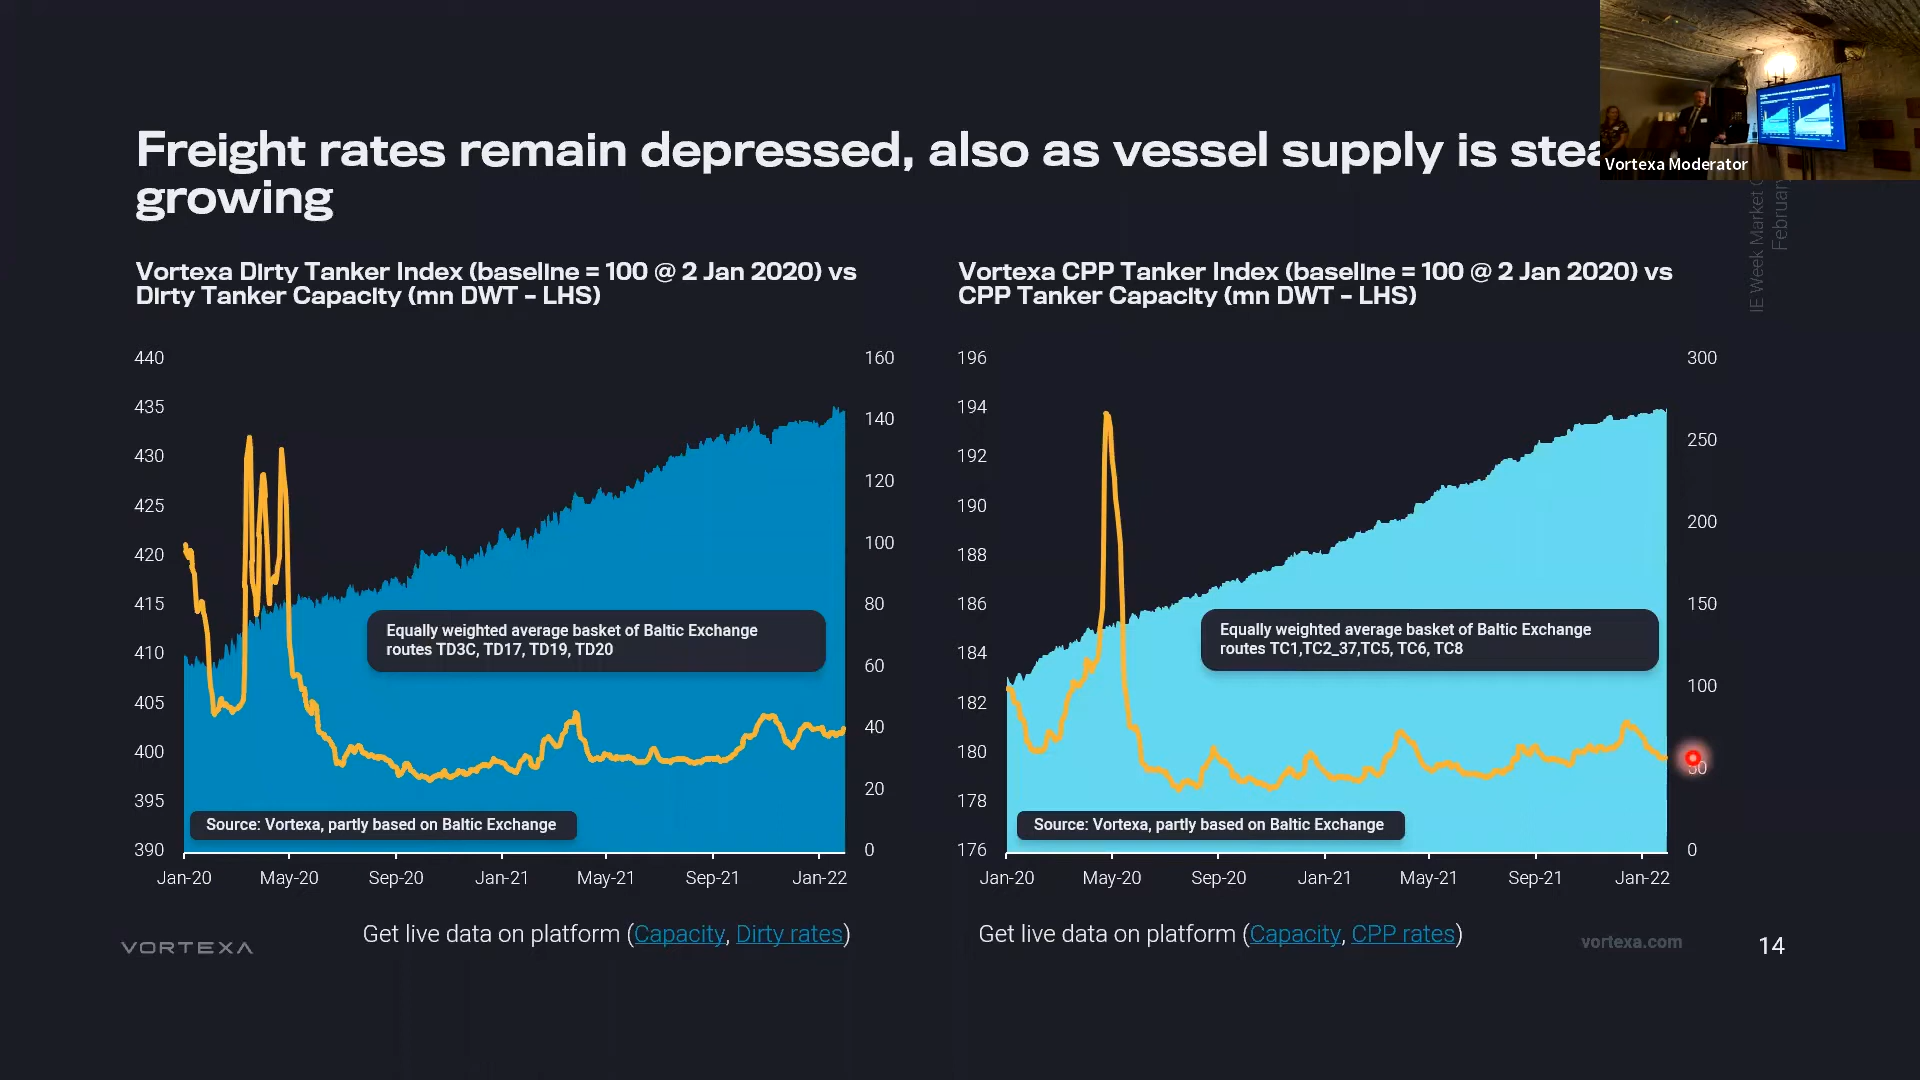 Freight rates remain depressed, also as vessel supply is
growing
Vortexa Moderator
IE Week Market
February
Vortexa Dirty Tanker Index (baseline = 100 @ 2 Jan 2020) vs
Dirty Tanker Capacity (mn DWT – LHS)
440
435
430
425
420
415
410
405
400
395
390
160
140
120
100
80
60
40
20
0
Equally weighted average basket of Baltic Exchange
routes TD3C, TD17, TD19, TD20
Source: Vortexa, partly based on Baltic Exchange
Jan-20 May-20 Sep-20 Jan-21 May-21 Sep-21 Jan-22
Get live data on platform (Capacity, Dirty rates)
Vortexa CPP Tanker Index (baseline = 100 @ 2 Jan 2020) vs
CPP Tanker Capacity (mn DWT – LHS)
196
194
192
190
188
186
184
182
180
178
176
300
250
200
150
100
50
0
Equally weighted average basket of Baltic Exchange
routes TC1,TC2_37,TC5, TC6, TC8
Source: Vortexa, partly based on Baltic Exchange
Jan-20 May-20 Sep-20 Jan-21 May-21 Sep-21 Jan-22
Get live data on platform (Capacity, CPP rates)
VORTEXA
vortexa.com
14